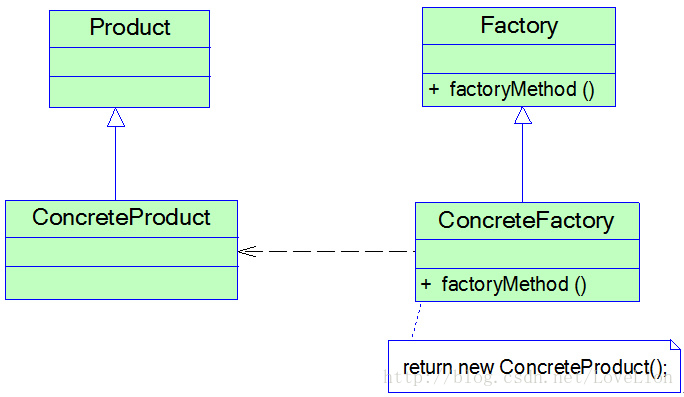 Product
Factory
+ factoryMethod ()
ConcreteProduct
ConcreteFactory
+ factoryMethod ()
return new ConcreteProduct();
http://blog.csdn.net/LoveLion